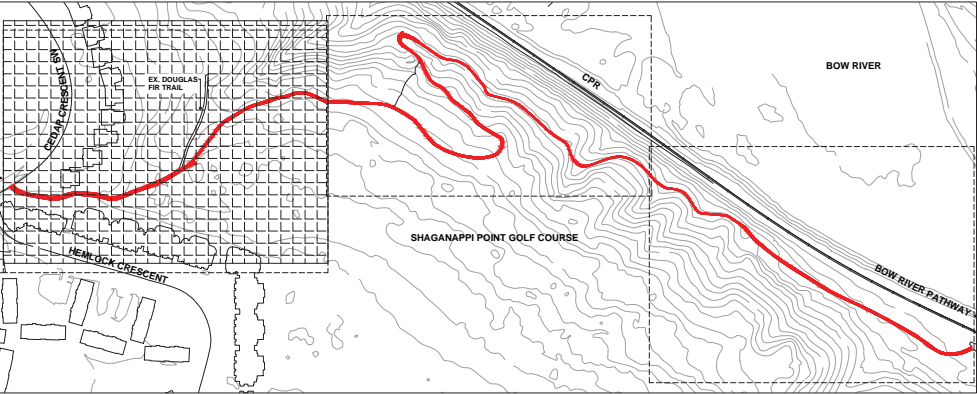 BOW RIVER
CPR
EX. DOUGLAS
FIR TRAIL
CEDAR CRESCENT SW
SHAGANAPPI POINT GOLF COURSE
HEMLOCK CRESCENT
BOW RIVER PATHWAY